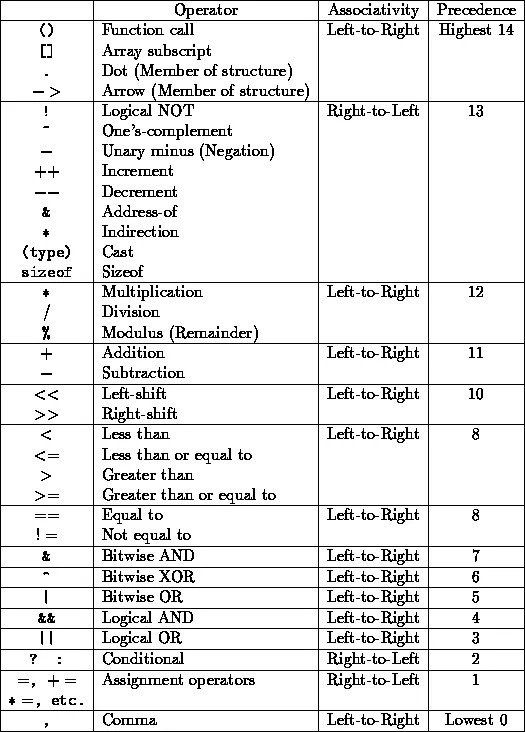 Operator Associativity Precedence
() Function call Left-to-Right Highest 14
[] Array subscript
. Dot (Member of structure)
−> Arrow (Member of structure)
! Logical NOT Right-to-Left 13
~ One's-complement
− Unary minus (Negation)
++ Increment
−− Decrement
& Address-of
* Indirection
(type) Cast
sizeof Sizeof
* Multiplication Left-to-Right 12
/ Division
% Modulus (Remainder)
+ Addition Left-to-Right 11
− Subtraction
<< Left-shift Left-to-Right 10
>> Right-shift
< Less than Left-to-Right 8
<= Less than or equal to
> Greater than
>= Greater than or equal to
== Equal to Left-to-Right 8
!= Not equal to
& Bitwise AND Left-to-Right 7
^ Bitwise XOR Left-to-Right 6
| Bitwise OR Left-to-Right 5
&& Logical AND Left-to-Right 4
|| Logical OR Left-to-Right 3
? : Conditional Right-to-Left 2
=, += Assignment operators Right-to-Left 1
*=, etc.
, Comma Left-to-Right Lowest 0